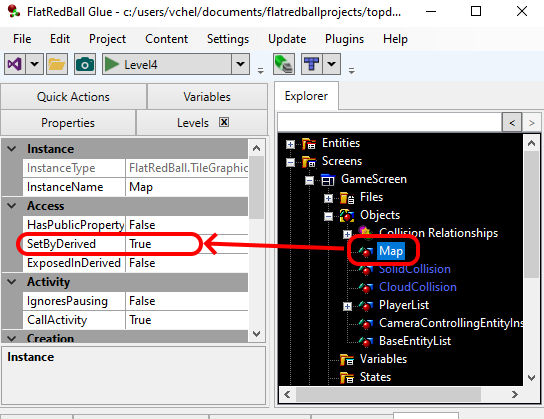 FlatRedBall Glue - c:/users/vchel/documents/flatredballprojects/topd...
File Edit Project Content Settings Update Plugins Help
Level4
Quick Actions
Variables
Properties
Levels
Instance
InstanceType FlatRedBall.TileGraphic
InstanceName Map
Access
HasPublicProperty False
SetByDerived True
ExposedInDerived False
Activity
IgnoresPausing False
CallActivity True
Creation
Instance
Explorer
< >
Entities
Screens
GameScreen
Files
Objects
Collision Relationships
Map
SolidCollision
CloudCollision
PlayerList
CameraControllingEntityIns
BaseEntityList
Variables
States